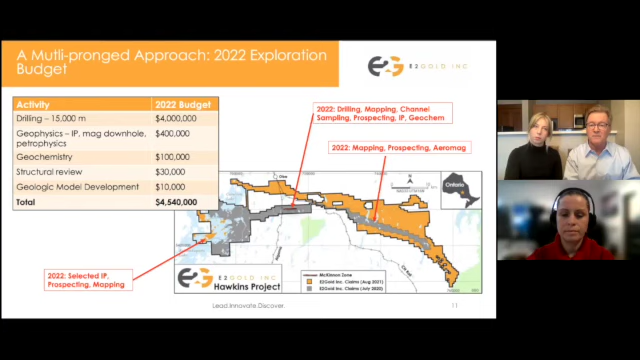 A Mutli-pronged Approach: 2022 Exploration
Budget
E2GOLD INC
Activity 2022 Budget
Drilling – 15,000 m $4,000,000
Geophysics – IP, mag downhole, $400,000
petrophysics
Geochemistry $100,000
Structural review $30,000
Geologic Model Development $10,000
Total $4,540,000
2022: Drilling, Mapping, Channel
Sampling, Prospecting, IP, Geochem
2022: Mapping, Prospecting, Aeromag
Ontario
N
2022: Selected IP,
Prospecting, Mapping
E2GOLD INC
Hawkins Project
McKinnon Zone
E2Gold Inc. Claims (Aug 2021)
E2Gold Inc. Claims (July 2020)
Lead. Innovate. Discover.
11